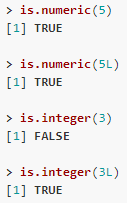 > is.numeric(5)
[1] TRUE
> is.numeric(5L)
[1] TRUE
> is.integer(3)
[1] FALSE
> is.integer(3L)
[1] TRUE